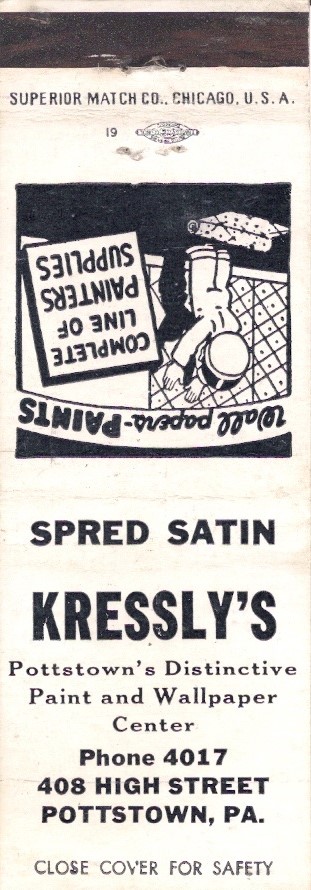 SUPERIOR MATCH CO., CHICAGO, U.S.A.
19
Wall papers-PAINTS
COMPLETE
LINE OF
PAINTERS
SUPPLIES
SPRED SATIN
KRESSLY'S
Pottstown's Distinctive
Paint and Wallpaper
Center
Phone 4017
408 HIGH STREET
POTTSTOWN, PA.
CLOSE COVER FOR SAFETY